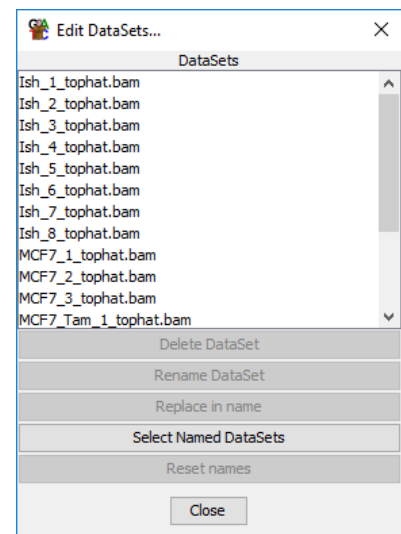 Edit DataSets...
DataSets
Ish_1_tophat.bam
Ish_2_tophat.bam
Ish_3_tophat.bam
Ish_4_tophat.bam
Ish_5_tophat.bam
Ish_6_tophat.bam
Ish_7_tophat.bam
Ish_8_tophat.bam
MCF7_1_tophat.bam
MCF7_2_tophat.bam
MCF7_3_tophat.bam
MCF7_Tam_1_tophat.bam
Delete DataSet
Rename DataSet
Replace in name
Select Named DataSets
Reset names
Close